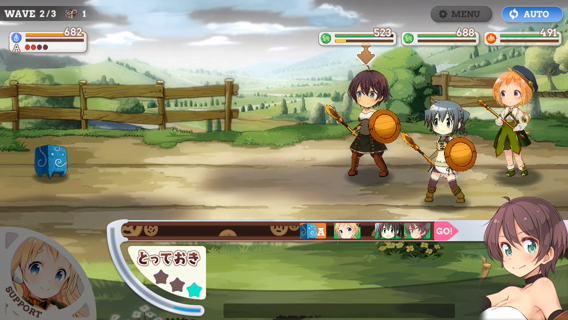 WAVE 2/3 1
MENU
AUTO
682
A
523
688
491
A
GO!
とっておき
SUPPORT